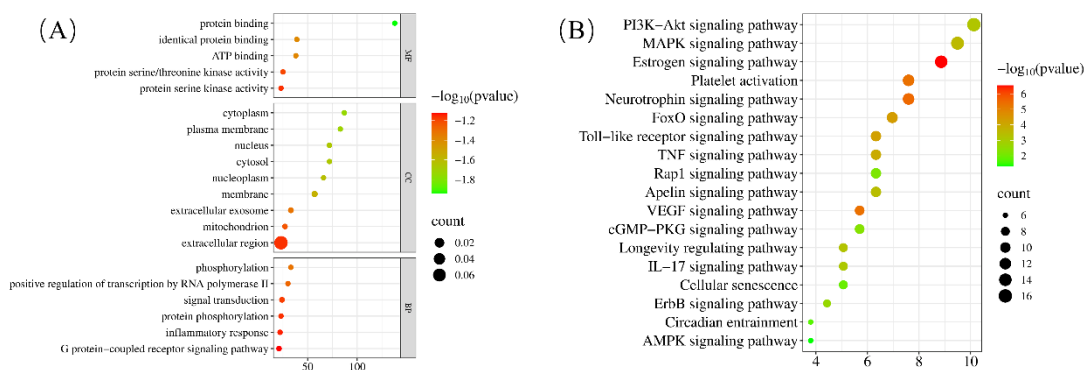 (A)
protein binding
identical protein binding
ATP binding
protein serine/threonine kinase activity
protein serine kinase activity
MF
cytoplasm
plasma membrane
nucleus
cytosol
nucleoplasm
membrane
extracellular exosome
mitochondrion
extracellular region
CC
phosphorylation
positive regulation of transcription by RNA polymerase II
signal transduction
protein phosphorylation
inflammatory response
G protein-coupled receptor signaling pathway
BP
50 100
−log10(pvalue)
−1.2
−1.4
−1.6
−1.8
count
0.02
0.04
0.06
(B)
PI3K−Akt signaling pathway
MAPK signaling pathway
Estrogen signaling pathway
Platelet activation
Neurotrophin signaling pathway
FoxO signaling pathway
Toll−like receptor signaling pathway
TNF signaling pathway
Rap1 signaling pathway
Apelin signaling pathway
VEGF signaling pathway
cGMP−PKG signaling pathway
Longevity regulating pathway
IL−17 signaling pathway
Cellular senescence
ErbB signaling pathway
Circadian entrainment
AMPK signaling pathway
4 6 8 10
−log10(pvalue)
6
5
4
3
2
count
6
8
10
12
14
16